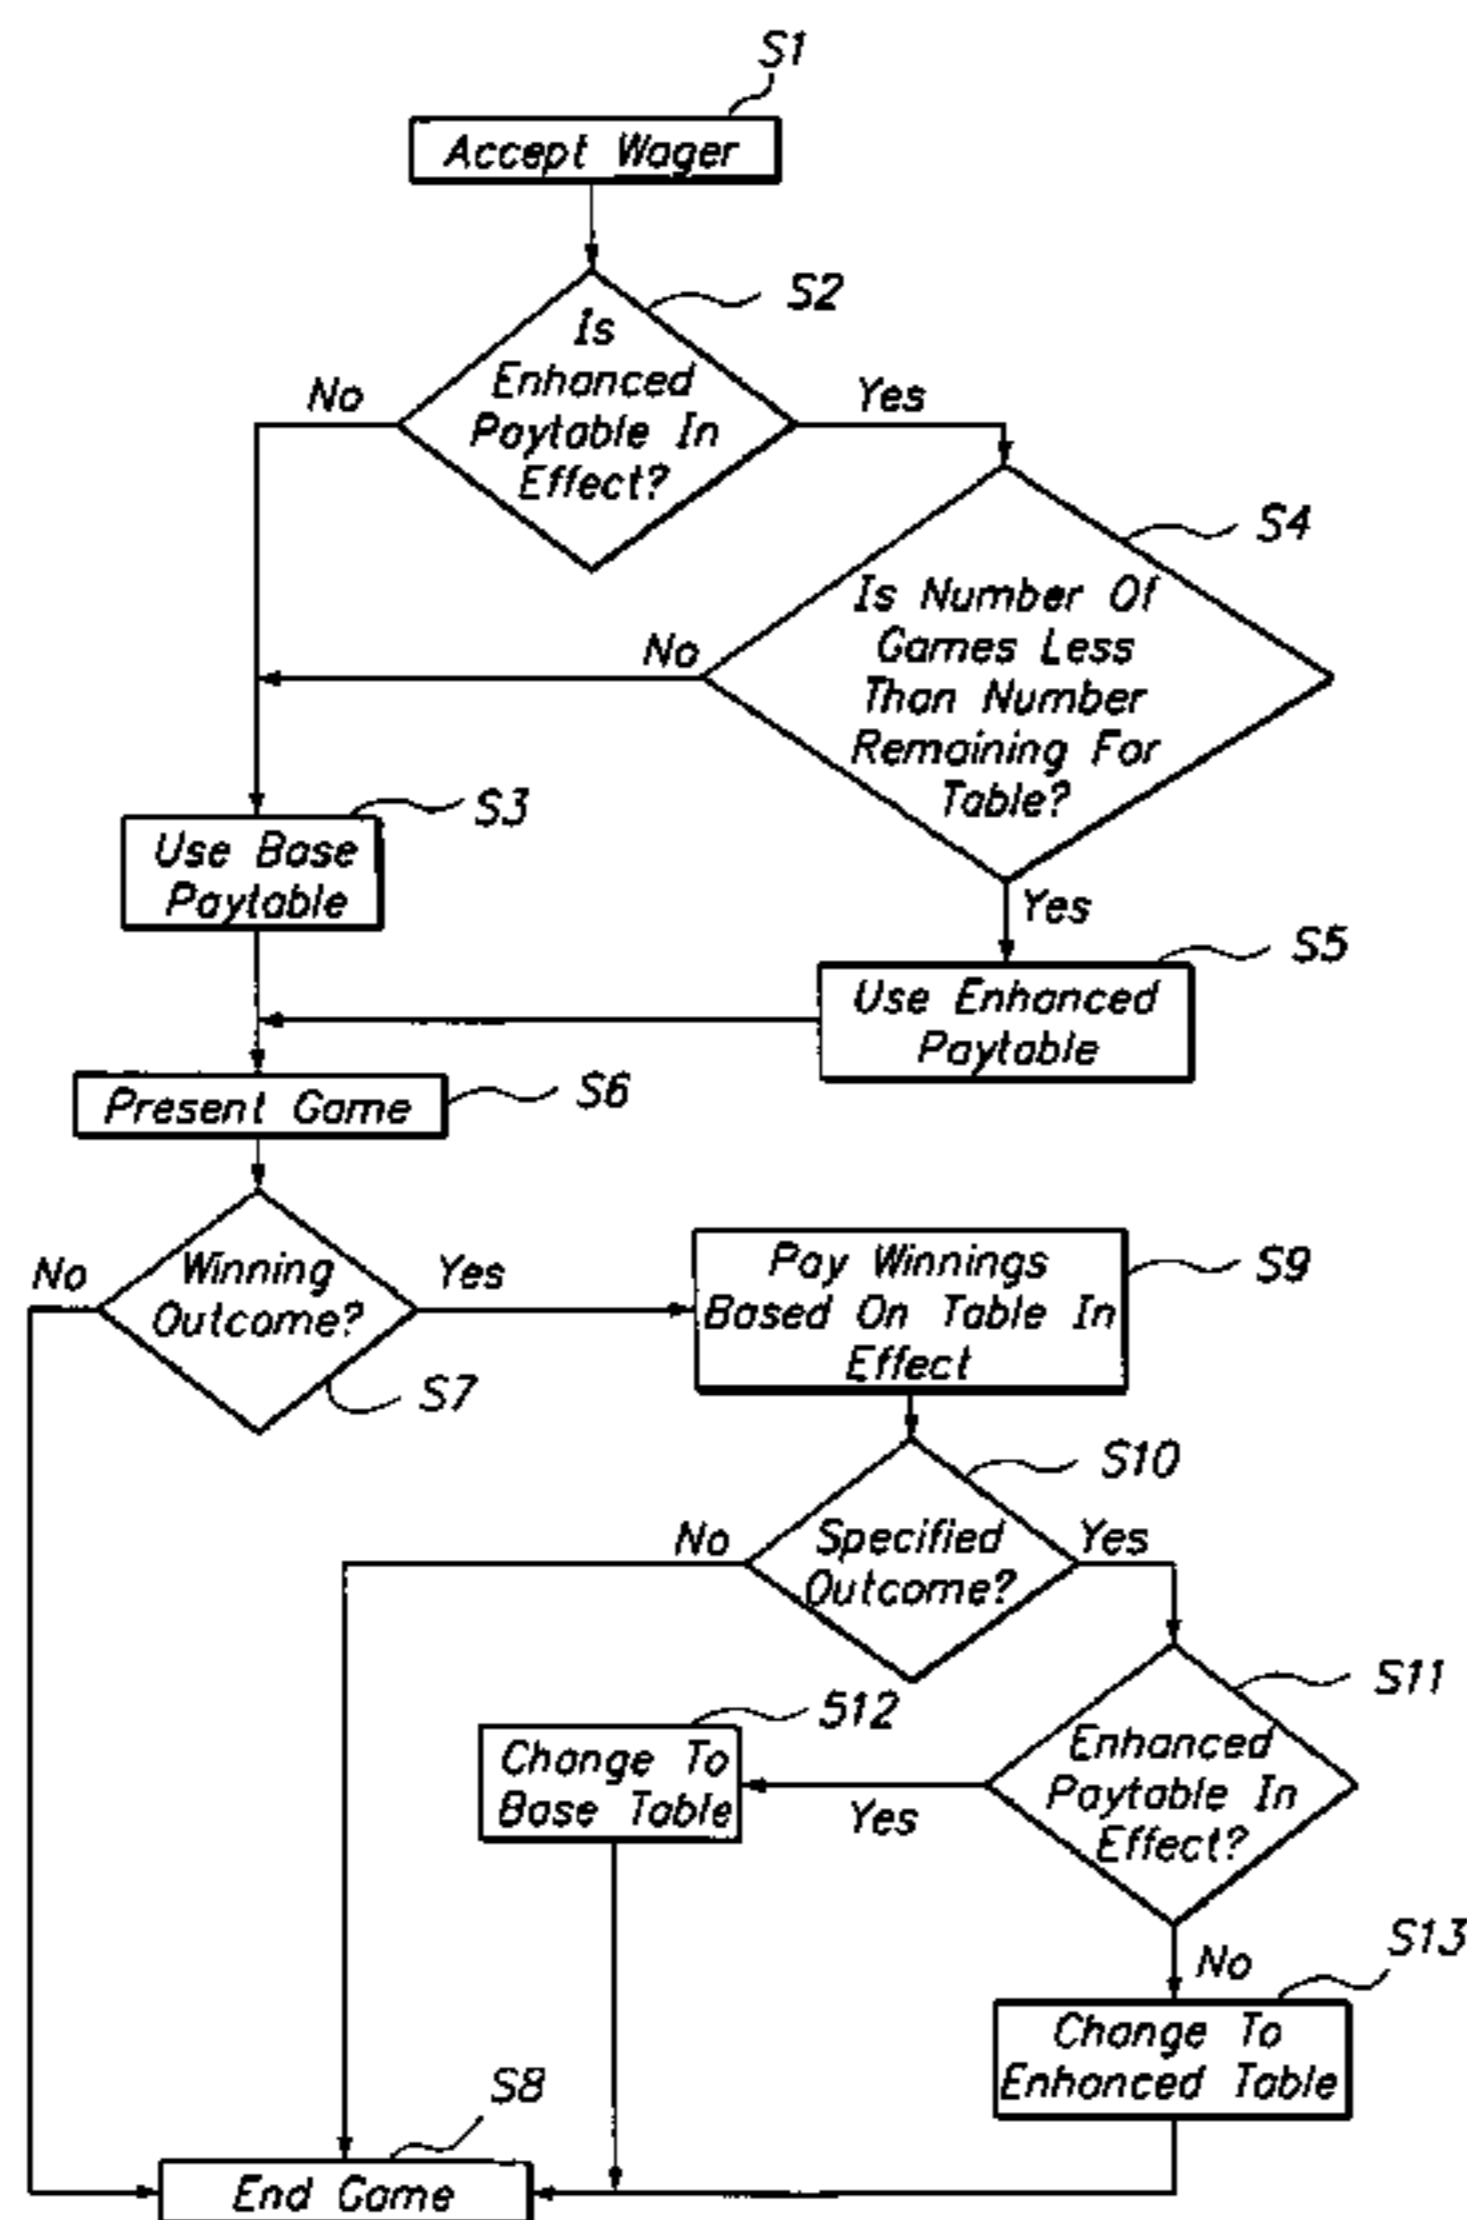 S1
Accept Wager
S2
Is
Enhanced
Paytable In
Effect?
No
Yes
S4
Is Number Of
Games Less
Than Number
Remaining For
Table?
No
Yes
S3
Use Base
Paytable
S5
Use Enhanced
Paytable
Present Game
S6
Winning
Outcome?
No
Yes
S7
Pay Winnings
Based On Table In
Effect
S9
S10
Specified
Outcome?
No
Yes
S11
Enhanced
Paytable In
Effect?
Yes
No
512
Change To
Base Table
S13
Change To
Enhanced Table
S8
End Game